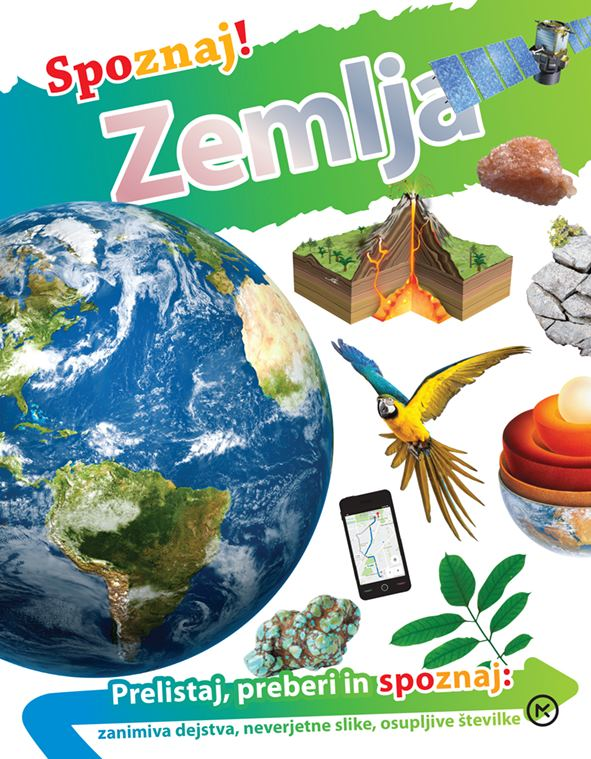 Spoznaj!
Zemlja
Prelistaj, preberi in spoznaj:
zanimiva dejstva, neverjetne slike, osupljive številke